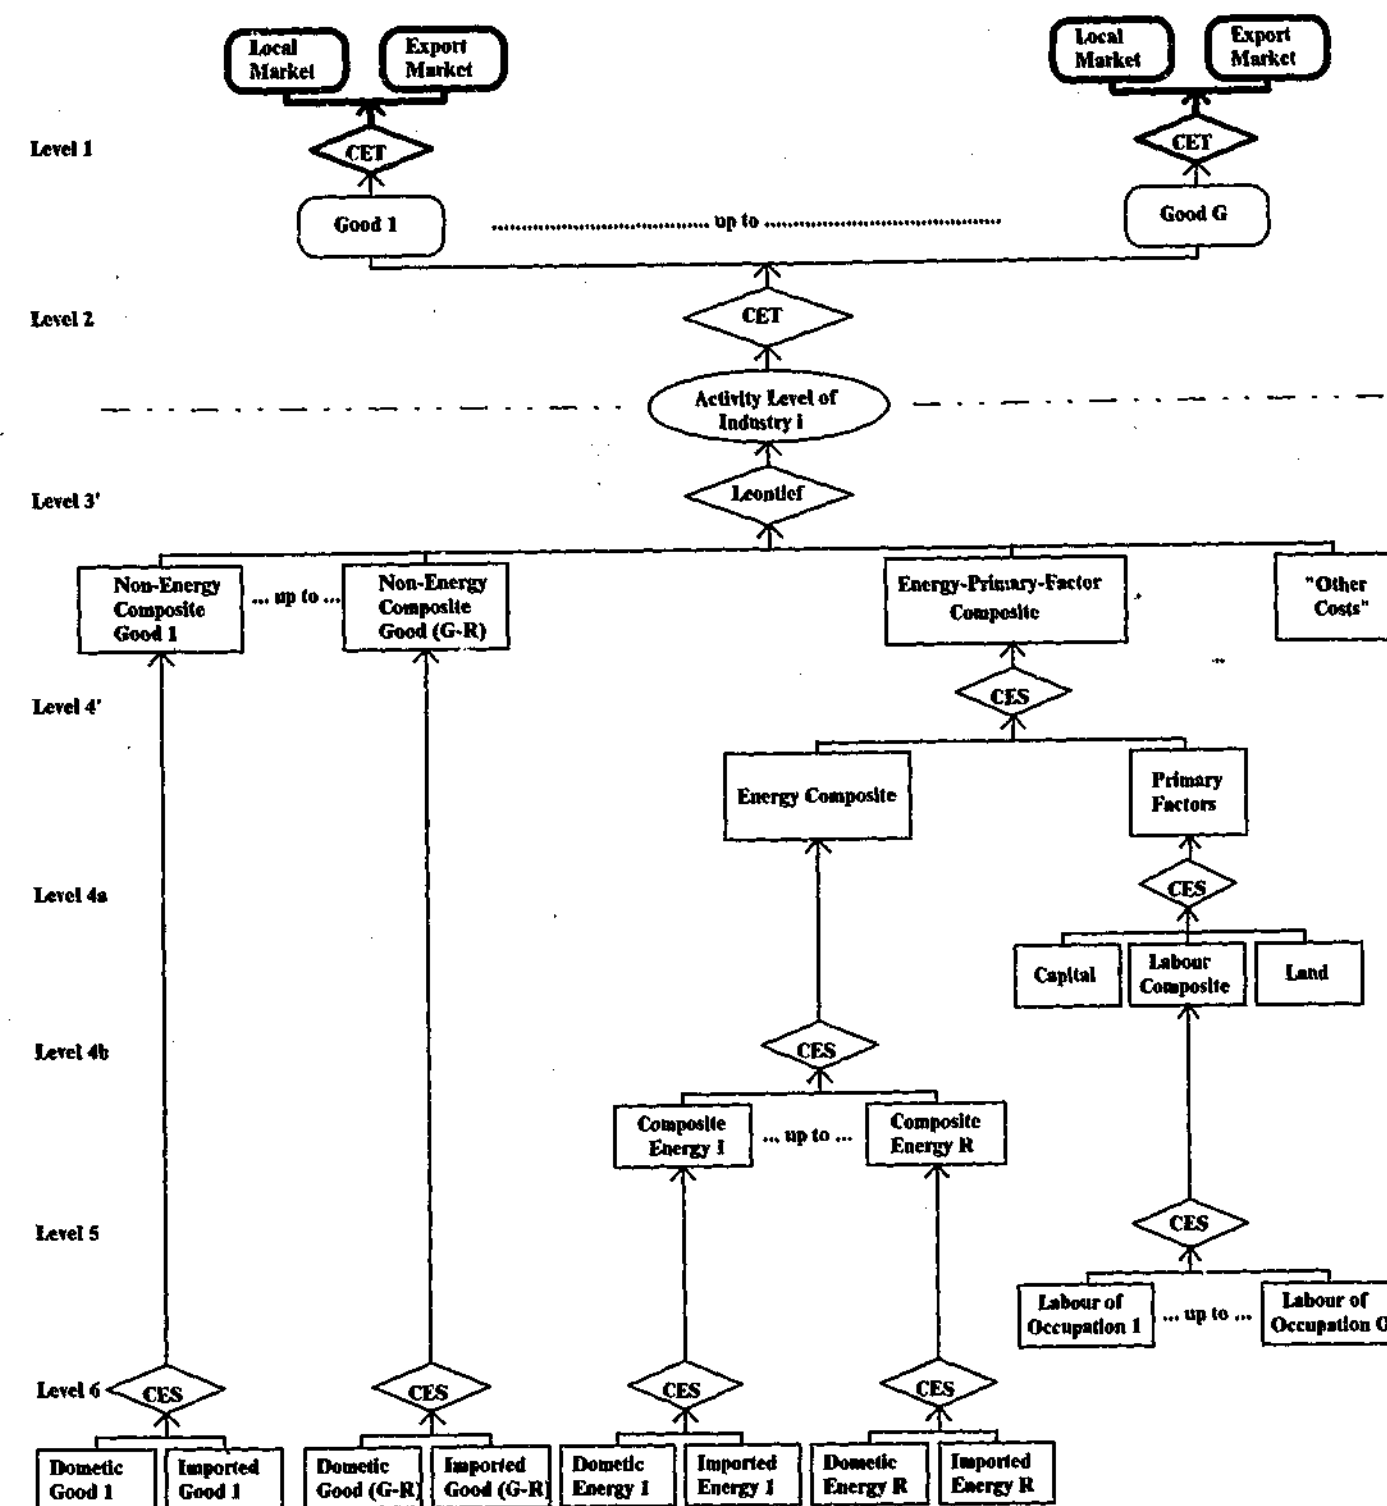 Local
Market
Export
Market
Local
Market
Export
Market
Level 1
CET
CET
Good 1
up to
Good G
Level 2
CET
Activity Level of
Industry i
Level 3'
Leontief
Non-Energy
Composite
Good 1
... up to ...
Non-Energy
Composite
Good (G-R)
Energy-Primary-Factor
Composite
"Other
Costs"
Level 4'
CES
Energy Composite
Primary
Factors
Level 4a
CES
Capital
Labour
Composite
Land
Level 4b
CES
Composite
Energy 1
... up to ...
Composite
Energy R
Level 5
CES
Labour of
Occupation 1
... up to ...
Labour of
Occupation
Level 6
CES
CES
CES
CES
Dometic
Good 1
Imported
Good 1
Dometic
Good (G-R)
Imported
Good (G-R)
Dometic
Energy 1
Imported
Energy 1
Dometic
Energy R
Imported
Energy R